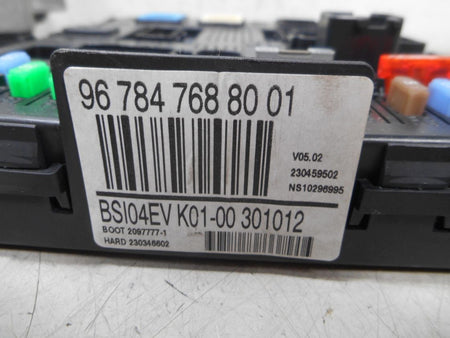 96 784 768 80 01
V05.02
230459502
NS10296995
BSI04EV K01-00 301012
BOOT 2097777-1
HARD 230346602